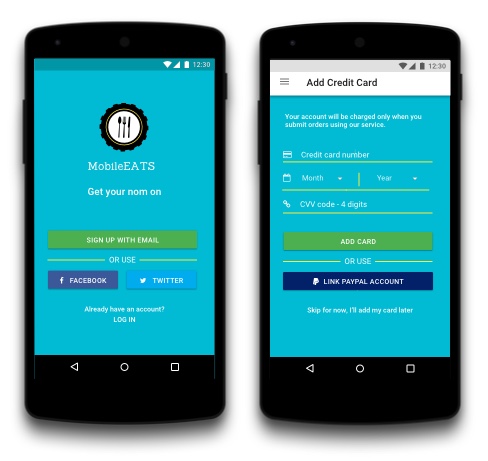 12:30
MobileEATS
Get your nom on
SIGN UP WITH EMAIL
OR USE
FACEBOOK
TWITTER
Already have an account?
LOG IN
12:30
Add Credit Card
Your account will be charged only when you
submit orders using our service.
Credit card number
Month
Year
CVV code - 4 digits
ADD CARD
OR USE
LINK PAYPAL ACCOUNT
Skip for now, I'll add my card later